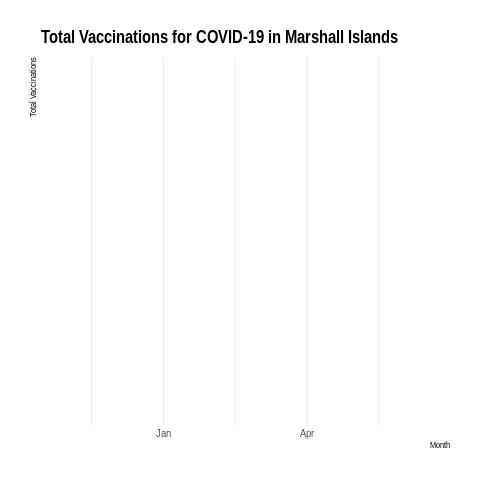 Total Vaccinations for COVID-19 in Marshall Islands
Total Vaccinations
Jan
Apr
Month